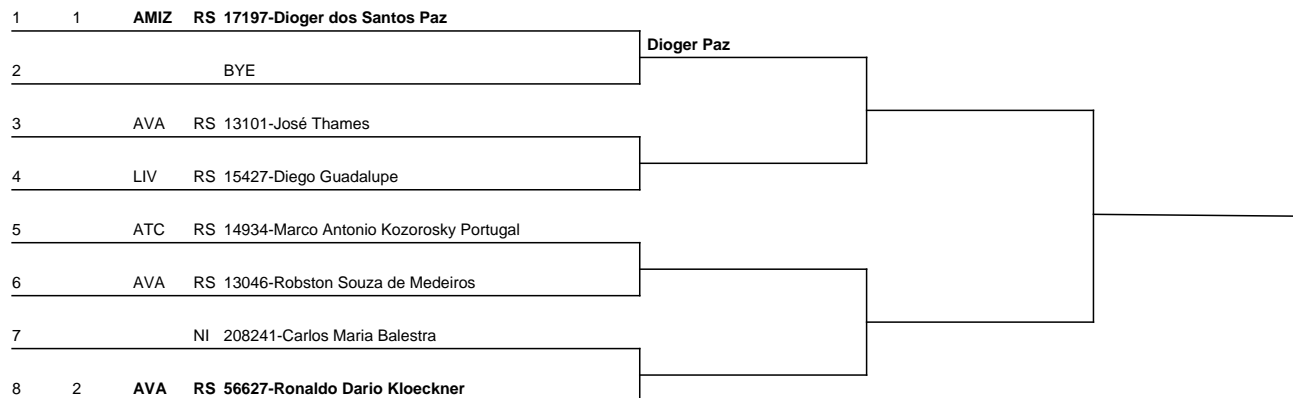 1 1 AMIZ RS 17197-Dioger dos Santos Paz
Dioger Paz
2 BYE
3 AVA RS 13101-José Thames
4 LIV RS 15427-Diego Guadalupe
5 ATC RS 14934-Marco Antonio Kozorosky Portugal
6 AVA RS 13046-Robston Souza de Medeiros
7 NI 208241-Carlos Maria Balestra
8 2 AVA RS 56627-Ronaldo Dario Kloeckner